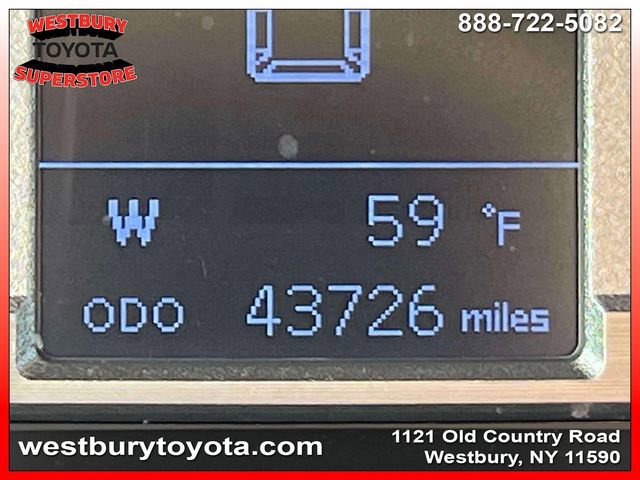 WESTBURY
TOYOTA
SUPERSTORE
888-722-5082
W 59 °F
ODO 43726 miles
westburytoyota.com
1121 Old Country Road
Westbury, NY 11590